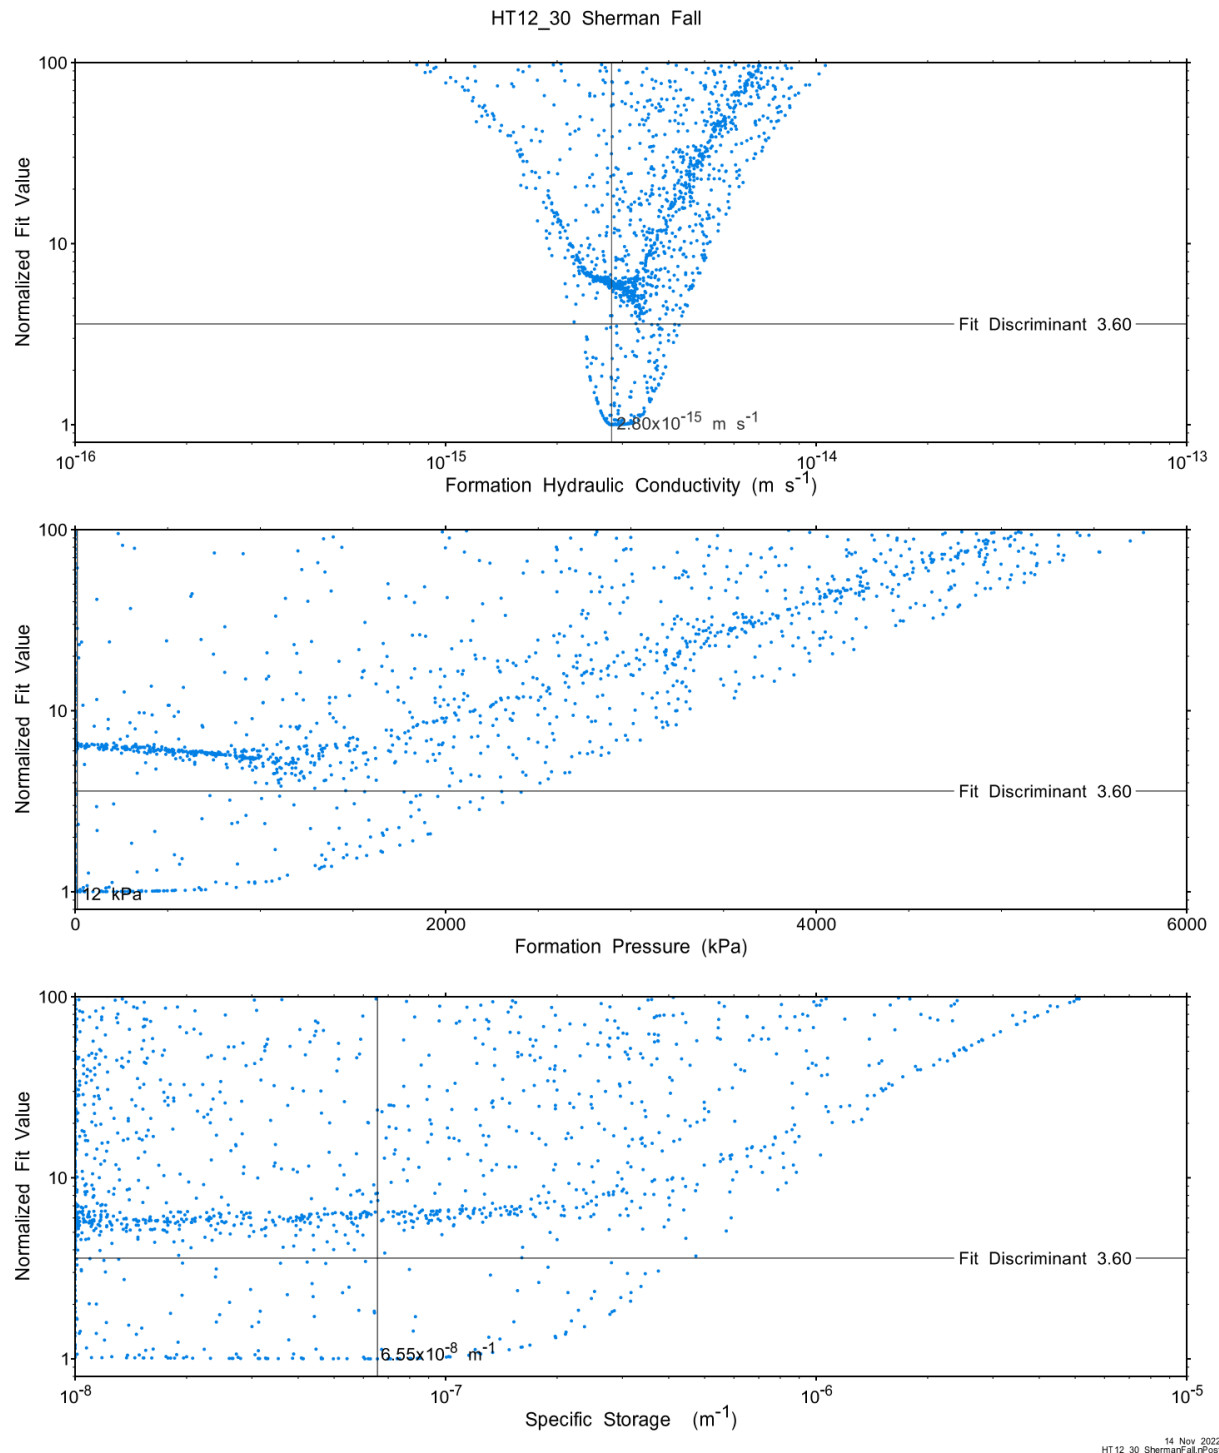 HT12_30 Sherman Fall
100
10
1
Normalized Fit Value
Fit Discriminant 3.60
2.80x10-15 m s-1
10-16 10-15 10-14 10-13
Formation Hydraulic Conductivity (m s-1)
100
10
1
Normalized Fit Value
Fit Discriminant 3.60
12 kPa
0 2000 4000 6000
Formation Pressure (kPa)
100
10
1
Normalized Fit Value
Fit Discriminant 3.60
6.55x10-8 m-1
10-8 10-7 10-6 10-5
Specific Storage (m-1)
14 Nov 2022
HT12_30_ShermanFall.nPost